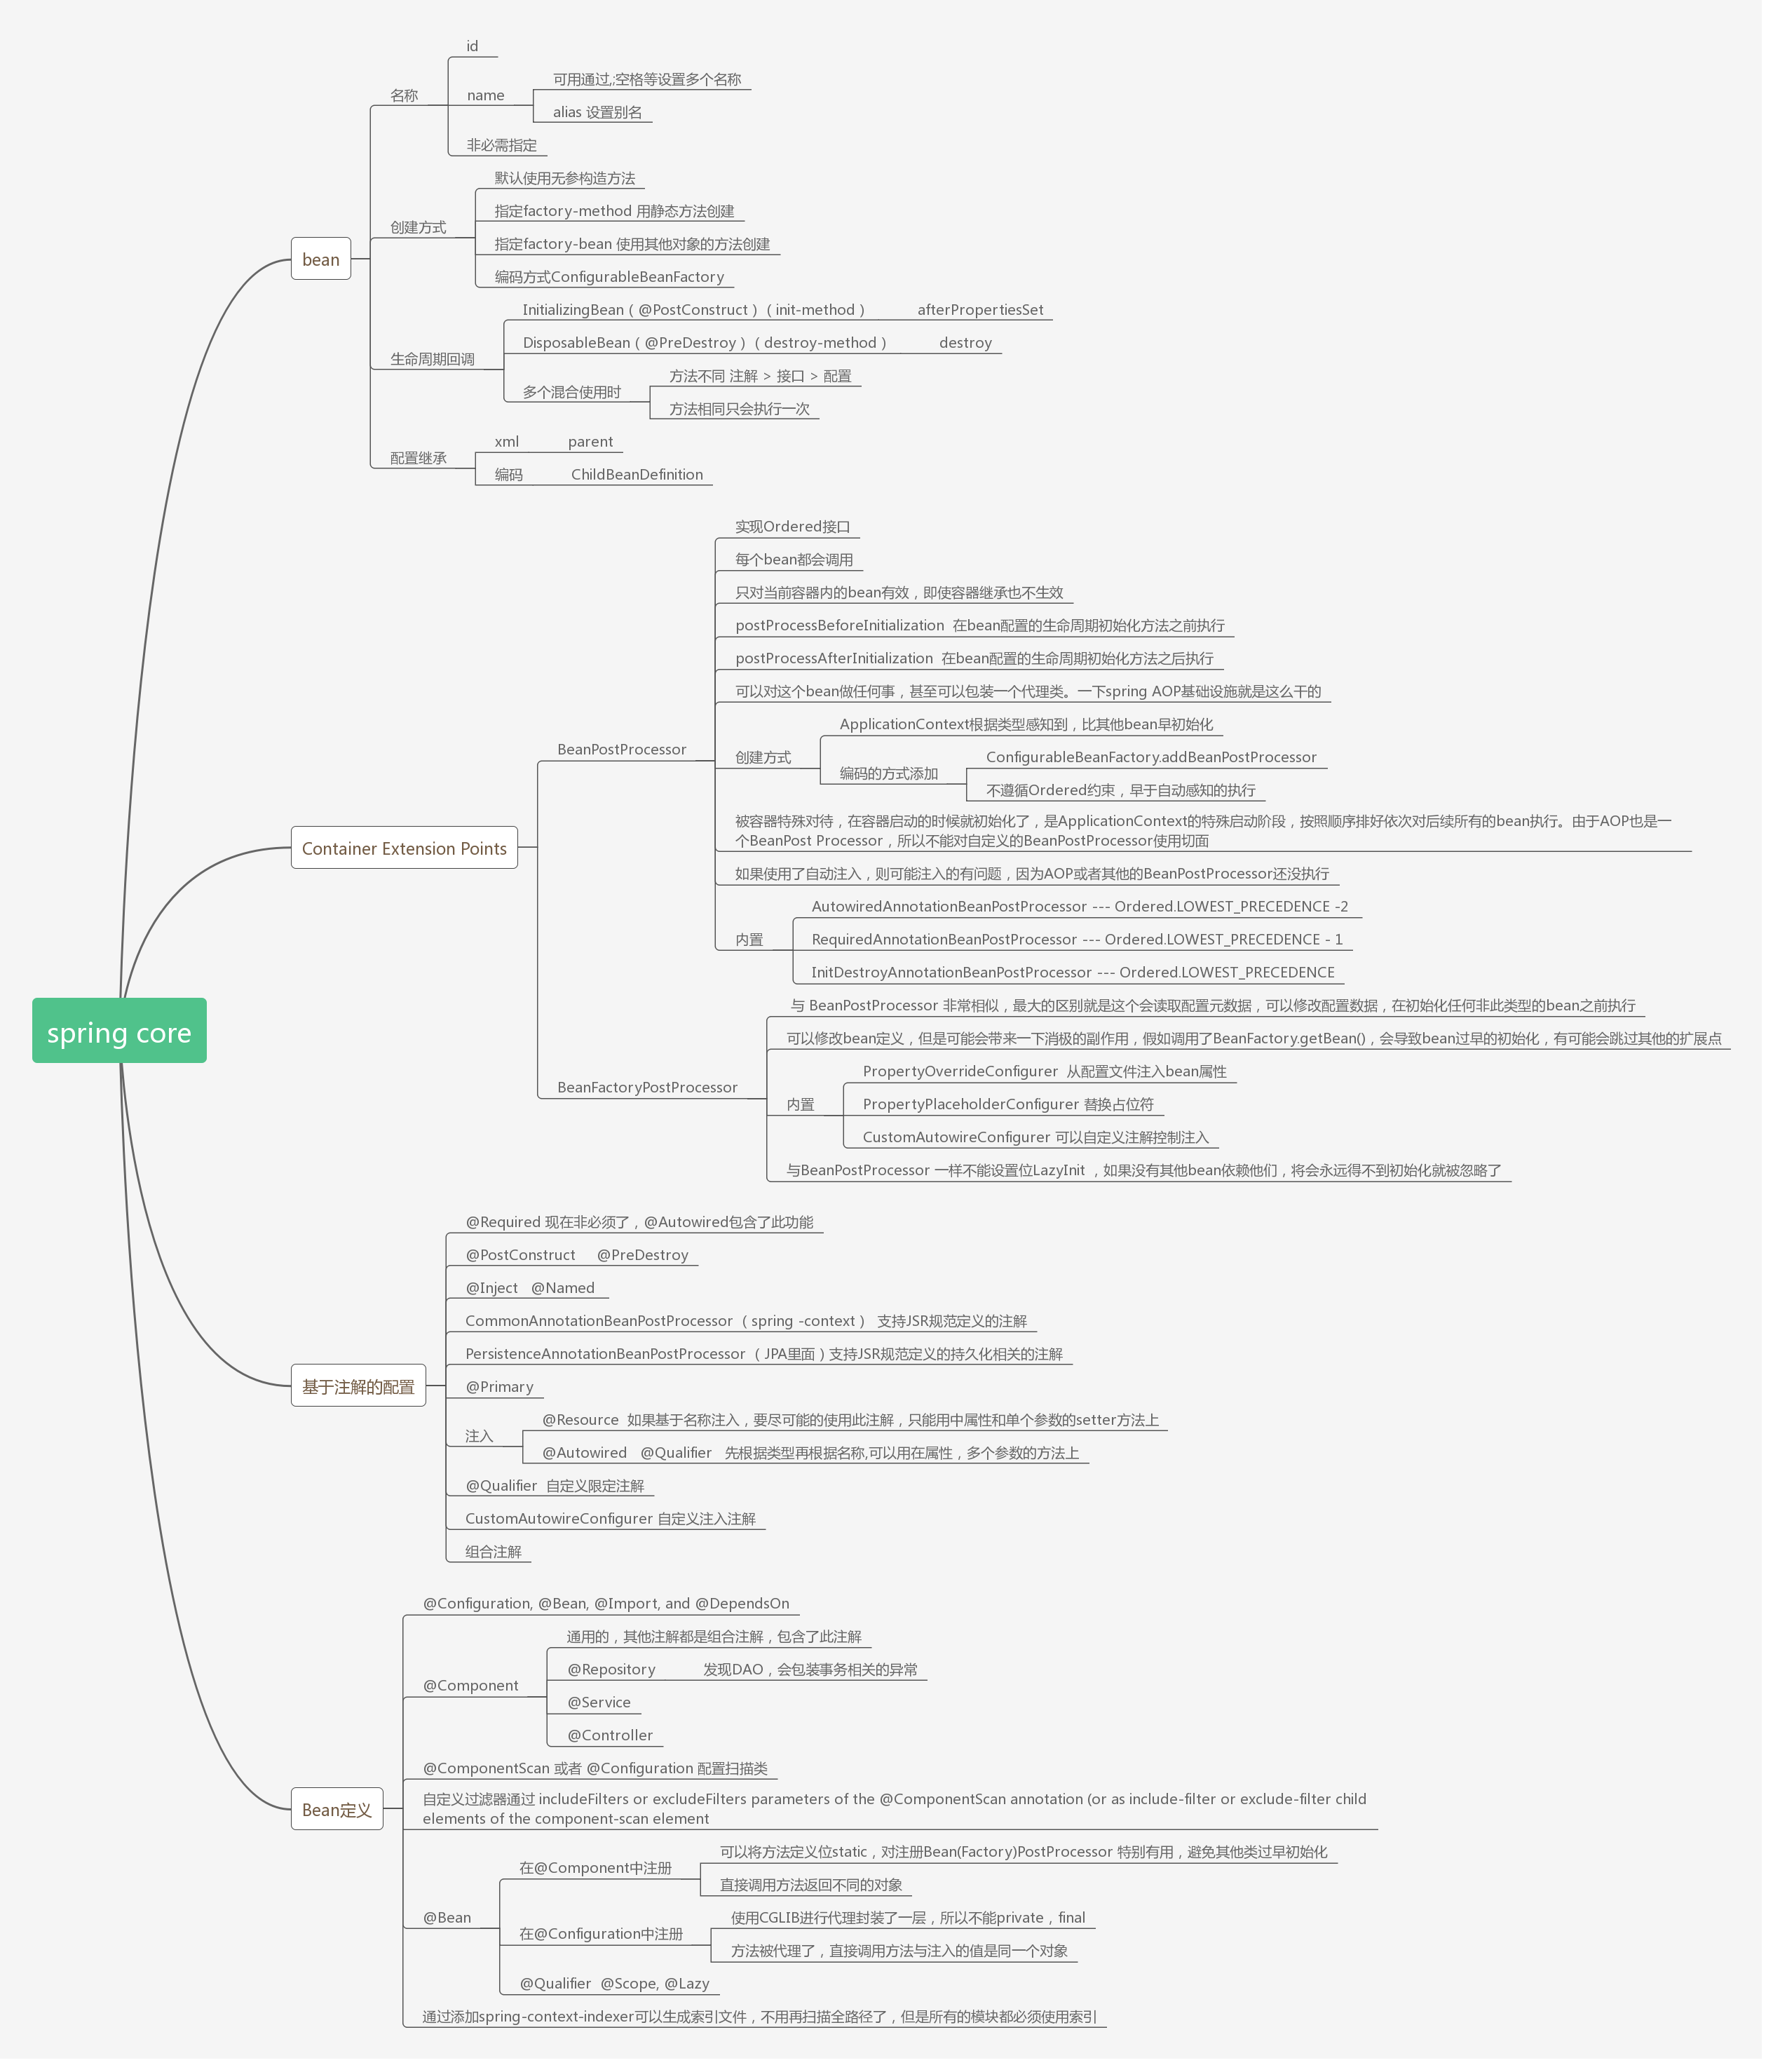 spring core
bean
名称
id
name
可用通过,;空格等设置多个名称
alias 设置别名
非必需指定
创建方式
默认使用无参构造方法
指定factory-method 用静态方法创建
指定factory-bean 使用其他对象的方法创建
编码方式ConfigurableBeanFactory
生命周期回调
InitializingBean（@PostConstruct）（init-method） afterPropertiesSet
DisposableBean（@PreDestroy）（destroy-method） destroy
多个混合使用时
方法不同 注解 > 接口 > 配置
方法相同只会执行一次
配置继承
xml parent
编码 ChildBeanDefinition
Container Extension Points
BeanPostProcessor
实现Ordered接口
每个bean都会调用
只对当前容器内的bean有效，即使容器继承也不生效
postProcessBeforeInitialization 在bean配置的生命周期初始化方法之前执行
postProcessAfterInitialization 在bean配置的生命周期初始化方法之后执行
可以对这个bean做任何事，甚至可以包装一个代理类。一下spring AOP基础设施就是这么干的
创建方式
ApplicationContext根据类型感知到，比其他bean早初始化
编码的方式添加
ConfigurableBeanFactory.addBeanPostProcessor
不遵循Ordered约束，早于自动感知的执行
被容器特殊对待，在容器启动的时候就初始化了，是ApplicationContext的特殊启动阶段，按照顺序排好依次对后续所有的bean执行。由于AOP也是一
个BeanPost Processor，所以不能对自定义的BeanPostProcessor使用切面
如果使用了自动注入，则可能注入的有问题，因为AOP或者其他的BeanPostProcessor还没执行
内置
AutowiredAnnotationBeanPostProcessor --- Ordered.LOWEST_PRECEDENCE -2
RequiredAnnotationBeanPostProcessor --- Ordered.LOWEST_PRECEDENCE - 1
InitDestroyAnnotationBeanPostProcessor --- Ordered.LOWEST_PRECEDENCE
BeanFactoryPostProcessor
与 BeanPostProcessor 非常相似，最大的区别就是这个会读取配置元数据，可以修改配置数据，在初始化任何非此类型的bean之前执行
可以修改bean定义，但是可能会带来一下消极的副作用，假如调用了BeanFactory.getBean()，会导致bean过早的初始化，有可能会跳过其他的扩展点
内置
PropertyOverrideConfigurer 从配置文件注入bean属性
PropertyPlaceholderConfigurer 替换占位符
CustomAutowireConfigurer 可以自定义注解控制注入
与BeanPostProcessor 一样不能设置位LazyInit ，如果没有其他bean依赖他们，将会永远得不到初始化就被忽略了
基于注解的配置
@Required 现在非必须了，@Autowired包含了此功能
@PostConstruct @PreDestroy
@Inject @Named
CommonAnnotationBeanPostProcessor （spring -context） 支持JSR规范定义的注解
PersistenceAnnotationBeanPostProcessor （JPA里面）支持JSR规范定义的持久化相关的注解
@Primary
注入
@Resource 如果基于名称注入，要尽可能的使用此注解，只能用中属性和单个参数的setter方法上
@Autowired @Qualifier 先根据类型再根据名称,可以用在属性，多个参数的方法上
@Qualifier 自定义限定注解
CustomAutowireConfigurer 自定义注入注解
组合注解
Bean定义
@Configuration, @Bean, @Import, and @DependsOn
@Component
通用的，其他注解都是组合注解，包含了此注解
@Repository 发现DAO，会包装事务相关的异常
@Service
@Controller
@ComponentScan 或者 @Configuration 配置扫描类
自定义过滤器通过 includeFilters or excludeFilters parameters of the @ComponentScan annotation (or as include-filter or exclude-filter child
elements of the component-scan element
@Bean
在@Component中注册
可以将方法定义位static，对注册Bean(Factory)PostProcessor 特别有用，避免其他类过早初始化
直接调用方法返回不同的对象
在@Configuration中注册
使用CGLIB进行代理封装了一层，所以不能private，final
方法被代理了，直接调用方法与注入的值是同一个对象
@Qualifier @Scope, @Lazy
通过添加spring-context-indexer可以生成索引文件，不用再扫描全路径了，但是所有的模块都必须使用索引